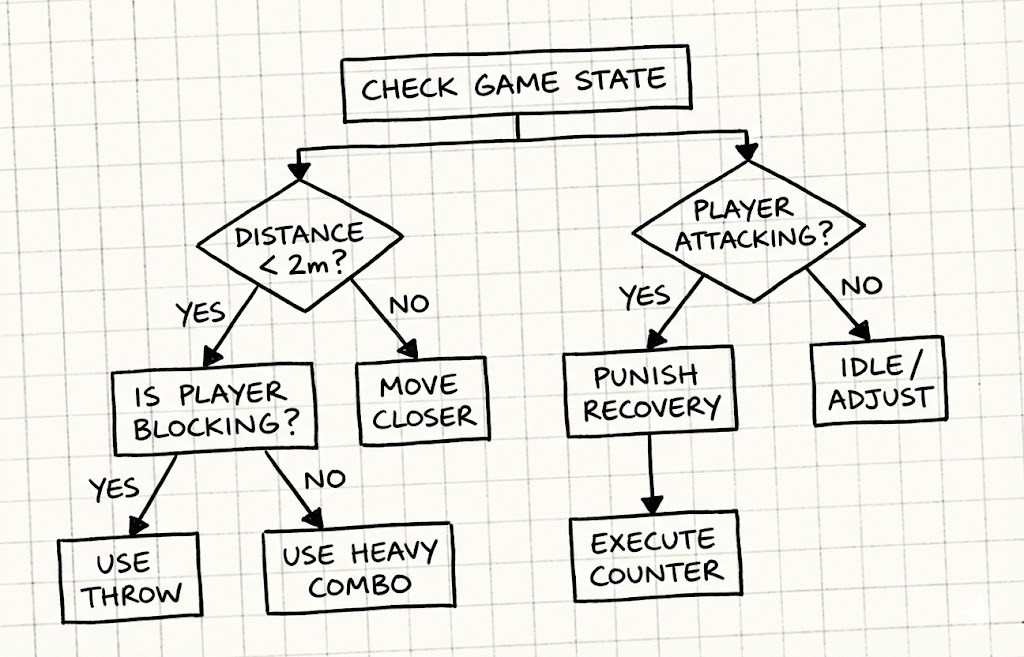 CHECK GAME STATE
DISTANCE
< 2m?
PLAYER
ATTACKING?
YES
NO
YES
NO
IS PLAYER
BLOCKING?
MOVE
CLOSER
PUNISH
RECOVERY
IDLE /
ADJUST
YES
NO
USE
THROW
USE HEAVY
COMBO
EXECUTE
COUNTER